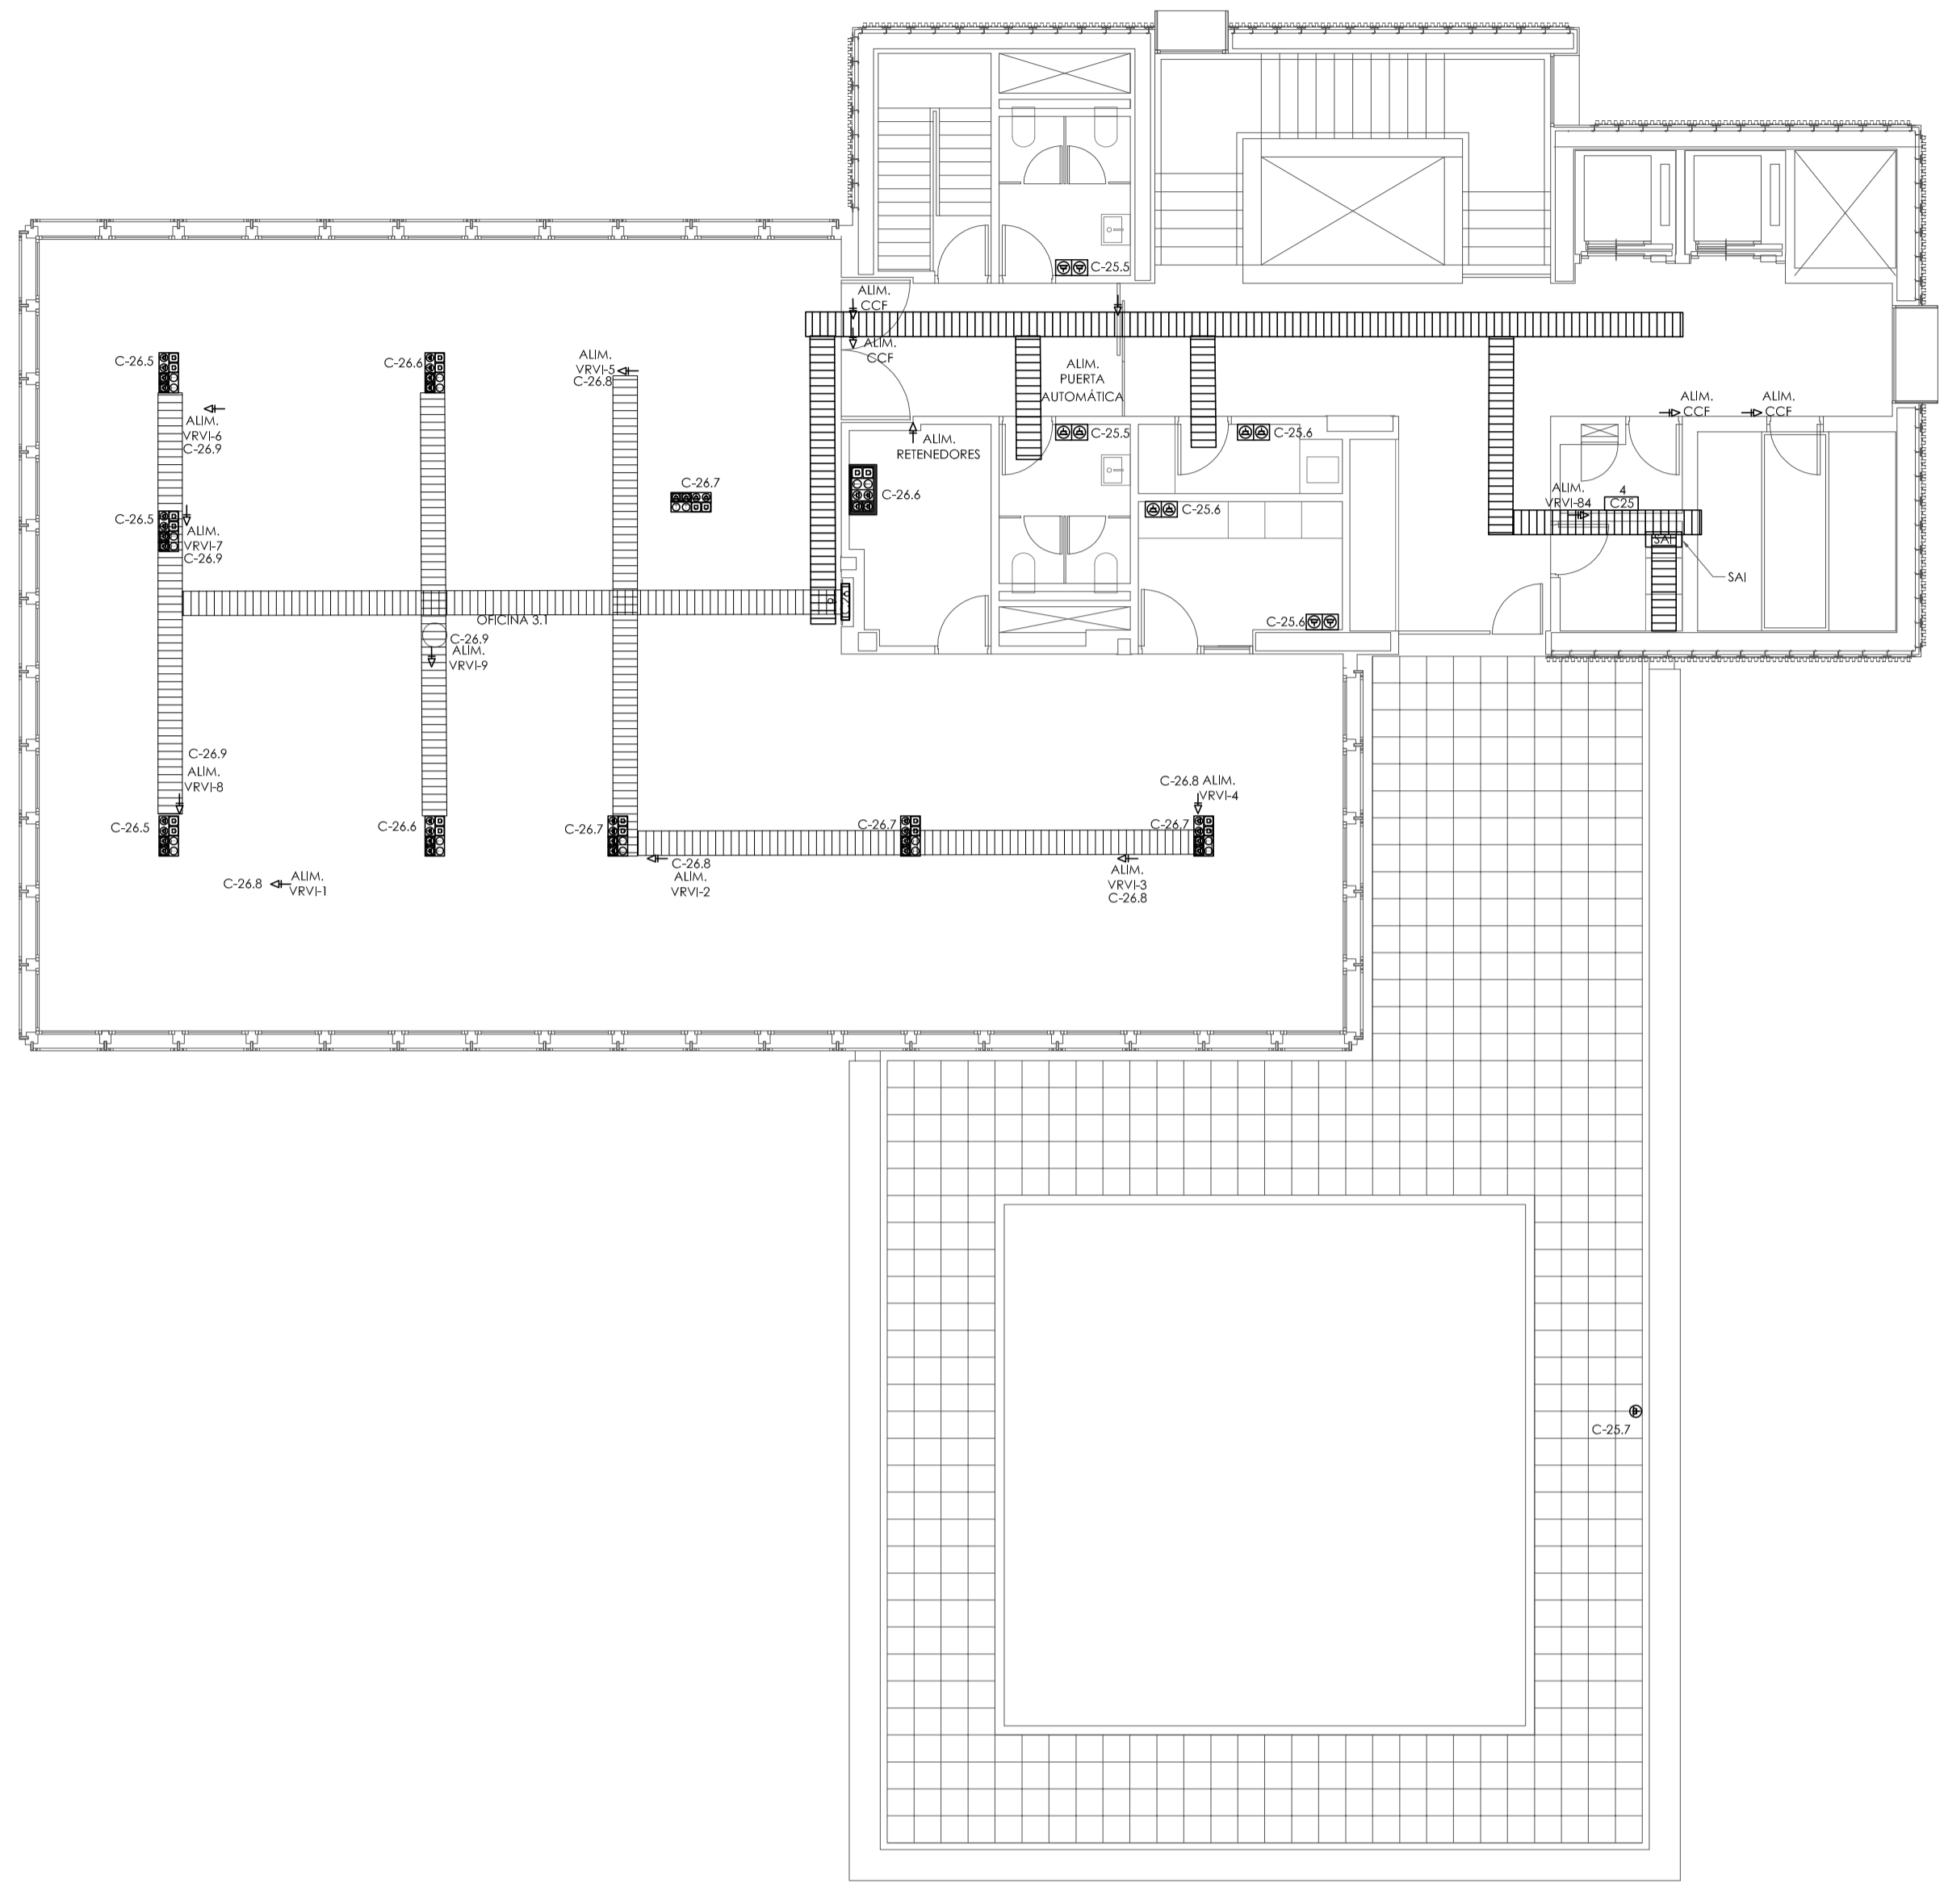 C-25.5
ALIM.
CCF
ALIM.
CCF
C-26.5
C-26.6
ALIM.
VRVI-5
C-26.8
ALIM.
PUERTA
AUTOMÁTICA
ALIM.
CCF
ALIM.
CCF
ALIM.
VRVI-6
C-26.9
ALIM.
RETENEDORES
C-25.5
C-25.6
C-26.7
C-26.6
C-25.6
ALIM.
VRVI-84
4
C25
C-26.5
ALIM.
VRVI-7
C-26.9
SAI
SAI
C26
OFICINA 3.1
C-25.6
C-26.9
ALIM.
VRVI-9
C-26.9
ALIM.
VRVI-8
C-26.8 ALIM.
VRVI-4
C-26.5
C-26.6
C-26.7
C-26.7
C-26.7
C-26.8
ALIM.
VRVI-2
ALIM.
VRVI-3
C-26.8
C-26.8
ALIM.
VRVI-1
C-25.7